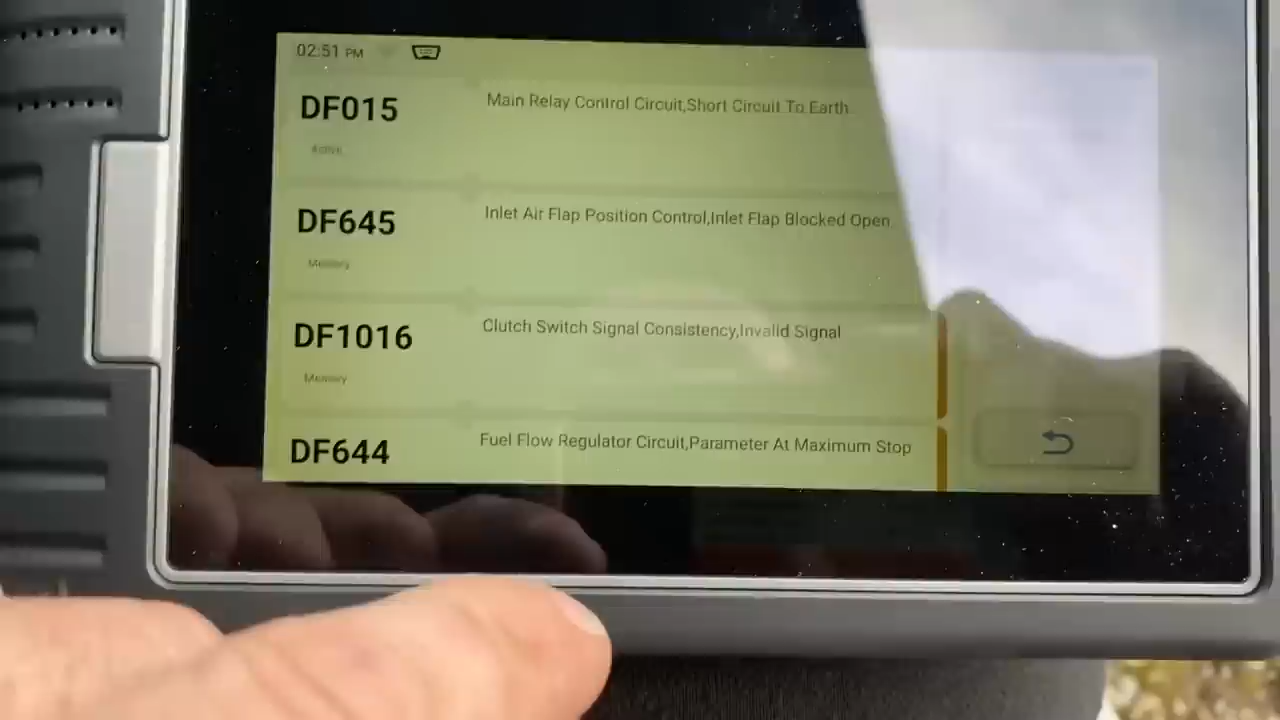 02:51 PM
DF015
Main Relay Control Circuit,Short Circuit To Earth
Active
DF645
Inlet Air Flap Position Control,Inlet Flap Blocked Open
Memory
DF1016
Clutch Switch Signal Consistency,Invalid Signal
Memory
DF644
Fuel Flow Regulator Circuit,Parameter At Maximum Stop